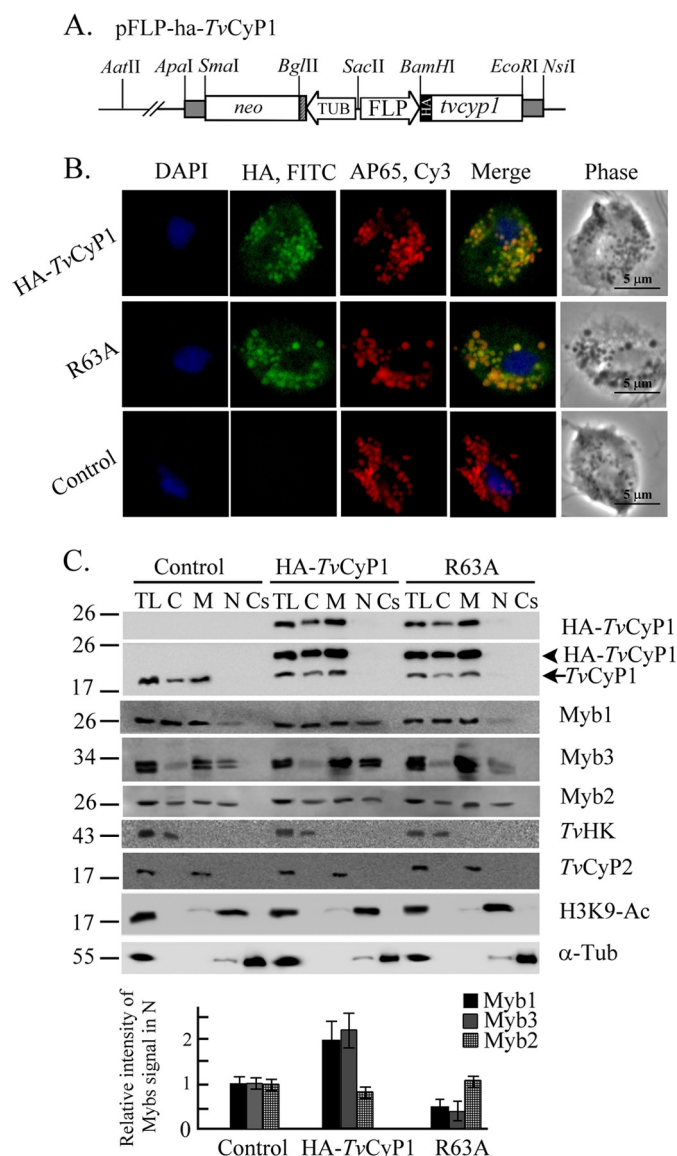 A. pFLP-ha-TvCyP1
AatII ApaI SmaI BglII SacII BamHI EcoRI NsiI
neo TUB FLP HA tvcyp1
B.
DAPI HA, FITC AP65, Cy3 Merge Phase
HA-TvCyP1
5 µm
R63A
5 µm
Control
5 µm
C.
Control HA-TvCyP1 R63A
TL C M N Cs TL C M N Cs TL C M N Cs
26 HA-TvCyP1
26 HA-TvCyP1
17 TvCyP1
26 Myb1
34 Myb3
26 Myb2
43 TvHK
17 TvCyP2
17 H3K9-Ac
55 α-Tub
Relative intensity of
Mybs signal in N
2
1
0
Myb1
Myb3
Myb2
Control HA-TvCyP1 R63A